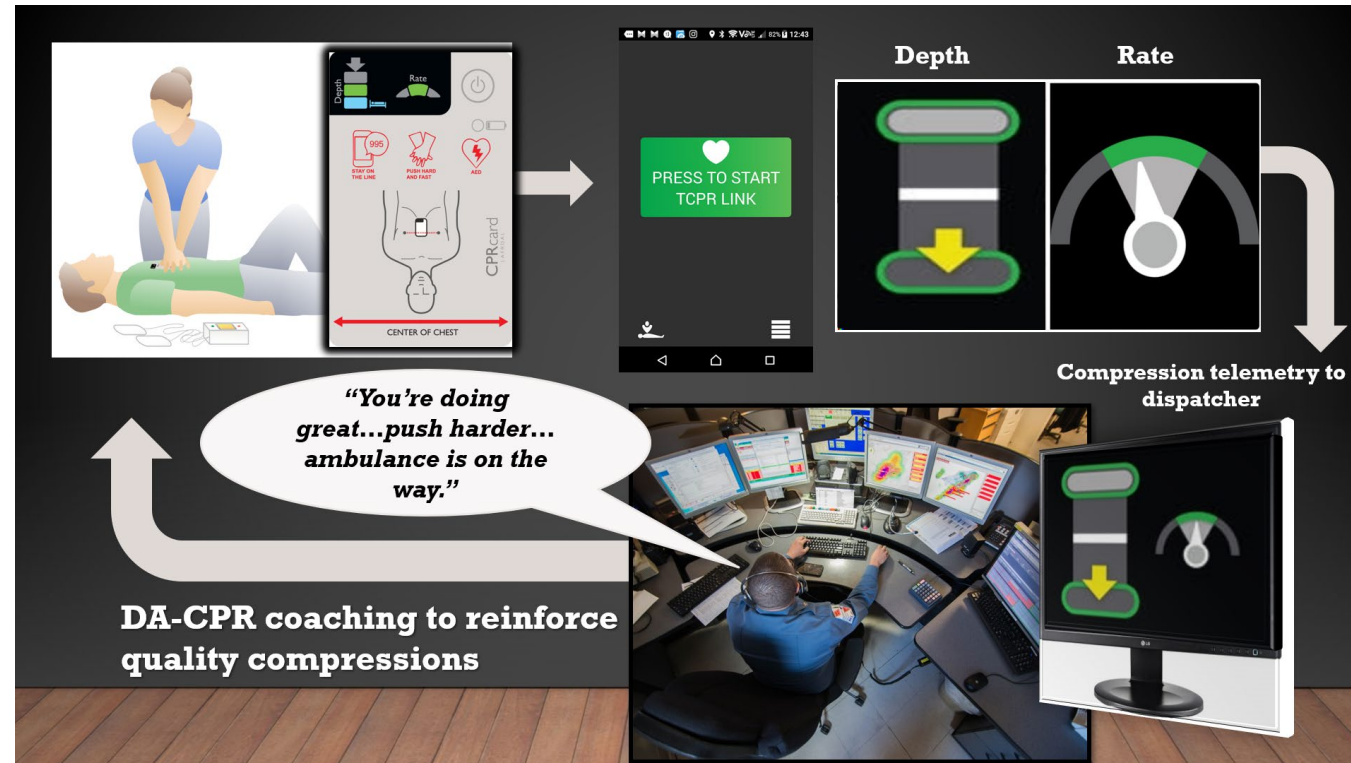 Depth
Rate
995
STAY ON
THE LINE
PUSH HARD
AND FAST
AED
CPRcard
CENTER OF CHEST
82% 12:43
PRESS TO START
TCPR LINK
Depth
Rate
Compression telemetry to
dispatcher
“You’re doing
great...push harder...
ambulance is on the
way.”
DA-CPR coaching to reinforce
quality compressions
LG